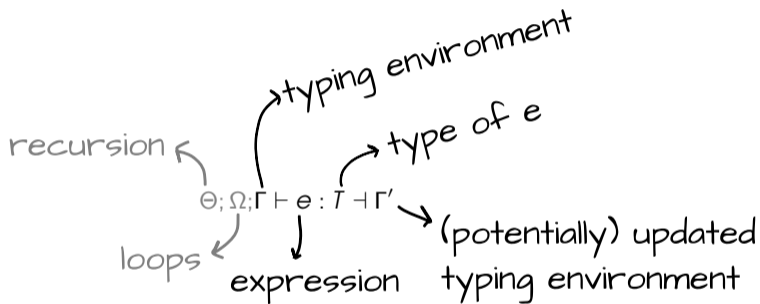 typing environment
type of e
recursion
Θ; Ω; Γ ⊢ e : T ⊣ Γ′
loops
expression
(potentially) updated
typing environment